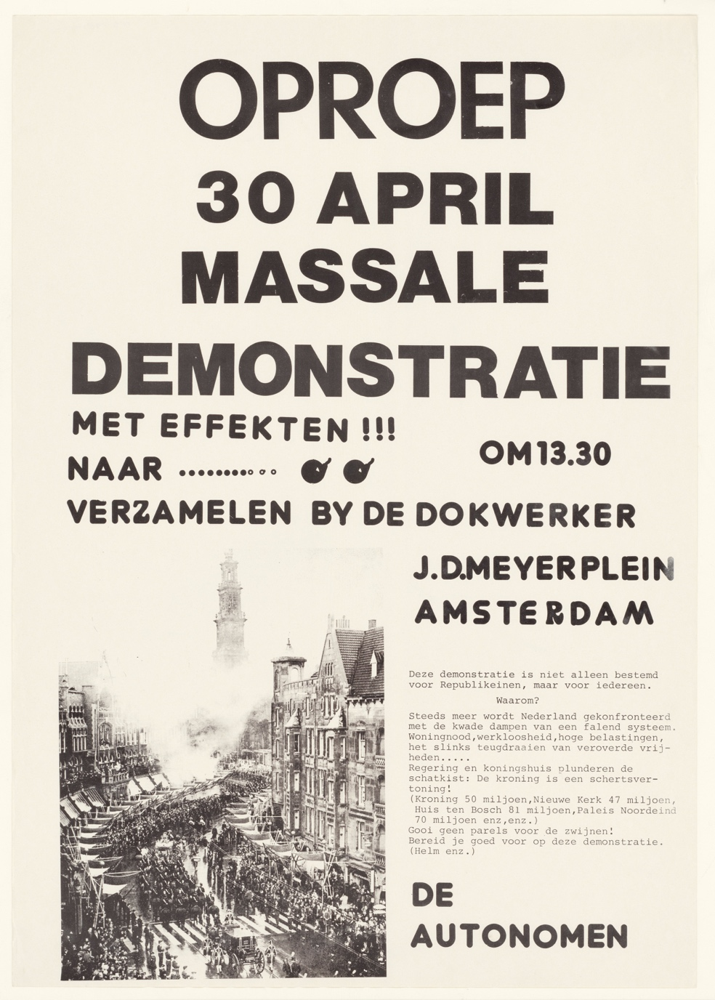 OPROEP
30 APRIL
MASSALE
DEMONSTRATIE
MET EFFEKTEN !!!
OM 13.30
NAAR ............
VERZAMELEN BY DE DOKWERKER
J.D.MEYERPLEIN
AMSTERDAM
Deze demonstratie is niet alleen bestemd
voor Republikeinen, maar voor iedereen.
Waarom?
Steeds meer wordt Nederland gekonfronteerd
met de kwade dampen van een falend systeem.
Woningnood,werkloosheid,hoge belastingen,
het slinks teugdraaien van veroverde vrij-
heden.....
Regering en koningshuis plunderen de
schatkist: De kroning is een schertsver-
toning!
(Kroning 50 miljoen,Nieuwe Kerk 47 miljoen,
Huis ten Bosch 81 miljoen,Paleis Noordeind
70 miljoen enz,enz.)
Gooi geen parels voor de zwijnen!
Bereid je goed voor op deze demonstratie.
(Helm enz.)
DE
AUTONOMEN